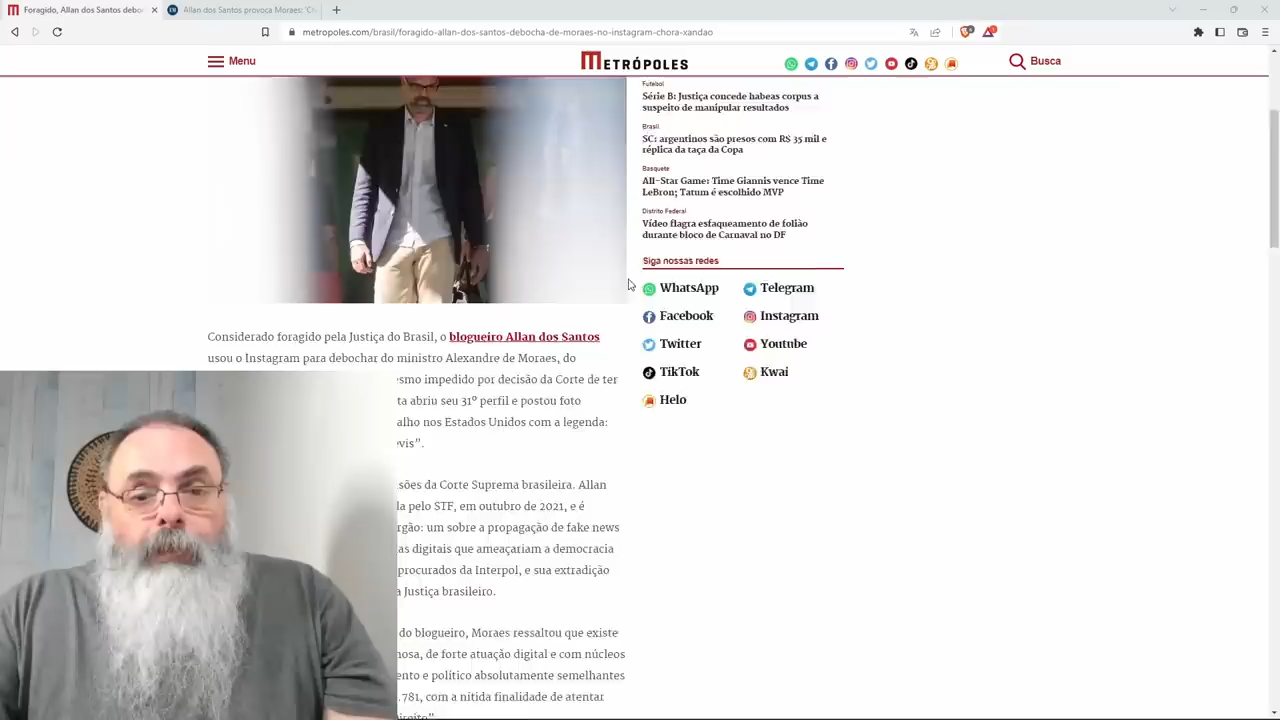 Foragido, Allan dos Santos debo
Allan dos Santos provoca Moraes: 'Ch
metropoles.com/brasil/foragido-allan-dos-santos-debocha-de-moraes-no-instagram-chora-xandao
Menu
METRÓPOLES
Busca
Futebol
Série B: Justiça concede habeas corpus a
suspeito de manipular resultados
Brasil
SC: argentinos são presos com R$ 35 mil e
réplica da taça da Copa
Basquete
All-Star Game: Time Giannis vence Time
LeBron; Tatum é escolhido MVP
Distrito Federal
Vídeo flagra esfaqueamento de folião
durante bloco de Carnaval no DF
Siga nossas redes
WhatsApp
Telegram
Facebook
Instagram
Twitter
Youtube
TikTok
Kwai
Helo
Considerado foragido pela Justiça do Brasil, o blogueiro Allan dos Santos
usou o Instagram para debochar do ministro Alexandre de Moraes, do
esmo impedido por decisão da Corte de ter
ta abriu seu 31º perfil e postou foto
alho nos Estados Unidos com a legenda:
evis”.
sões da Corte Suprema brasileira. Allan
la pelo STF, em outubro de 2021, e é
rgão: um sobre a propagação de fake news
as digitais que ameaçariam a democracia
procurados da Interpol, e sua extradição
a Justiça brasileiro.
do blogueiro, Moraes ressaltou que existe
nosa, de forte atuação digital e com núcleos
ento e político absolutamente semelhantes
.781, com a nítida finalidade de atentar